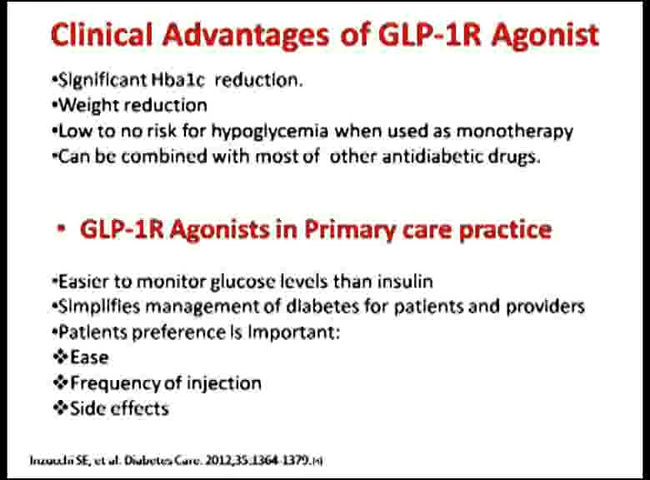 Clinical Advantages of GLP-1R Agonist
•Significant Hba1c reduction.
•Weight reduction
•Low to no risk for hypoglycemia when used as monotherapy
•Can be combined with most of other antidiabetic drugs.
• GLP-1R Agonists in Primary care practice
•Easier to monitor glucose levels than insulin
•Simplifies management of diabetes for patients and providers
•Patients preference is Important:
❖Ease
❖Frequency of injection
❖Side effects
SE, et al. Diabetes Care. 2012,35:1364-1379.